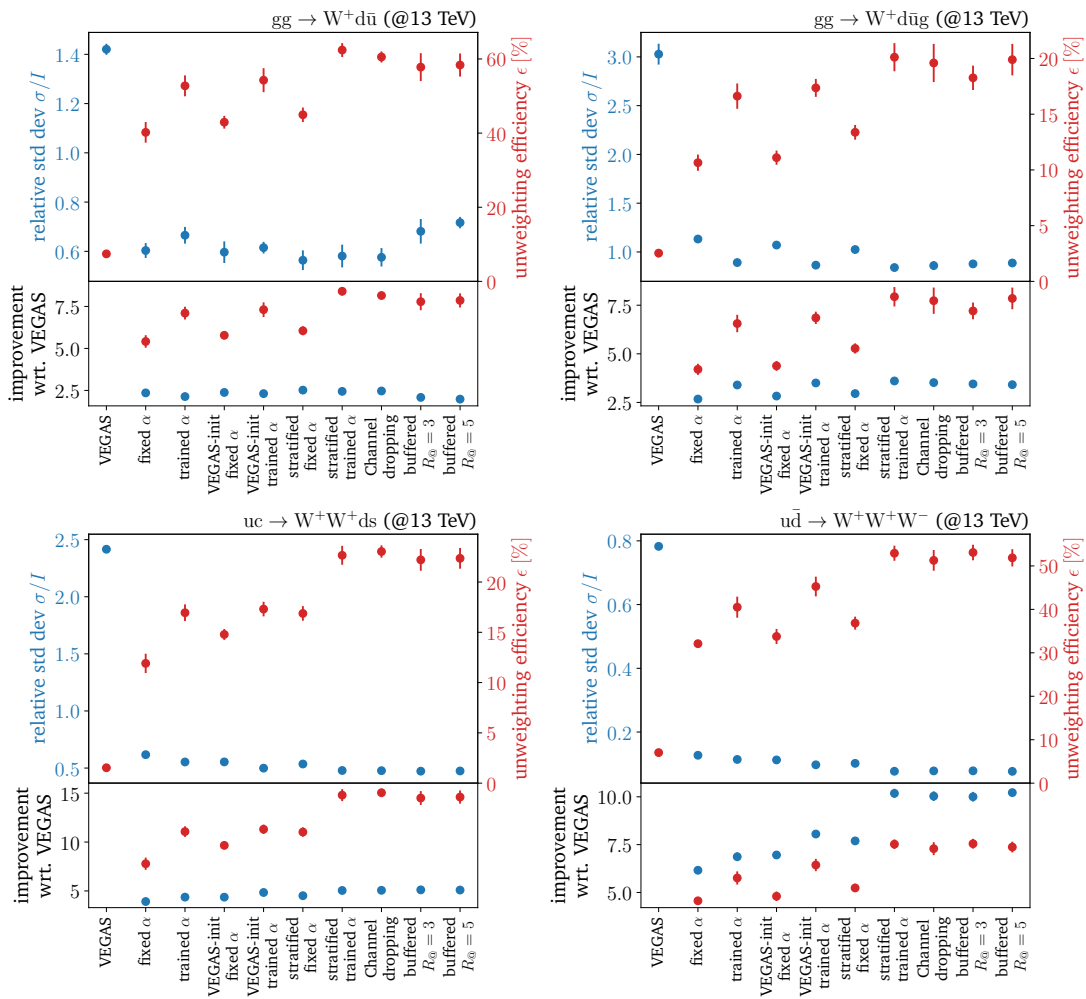 gg → W⁺dū (@13 TeV)
1.4
1.2
1.0
0.8
0.6
relative std dev σ/I
60
40
20
0
unweighting efficiency ϵ [%]
7.5
5.0
2.5
improvement
wrt. VEGAS
VEGAS
fixed α
trained α
VEGAS-init
fixed α
VEGAS-init
trained α
stratified
fixed α
stratified
trained α
Channel
dropping
buffered
R@ = 3
buffered
R@ = 5
gg → W⁺dūg (@13 TeV)
3.0
2.5
2.0
1.5
1.0
relative std dev σ/I
20
15
10
5
0
unweighting efficiency ϵ [%]
7.5
5.0
2.5
improvement
wrt. VEGAS
VEGAS
fixed α
trained α
VEGAS-init
fixed α
VEGAS-init
trained α
stratified
fixed α
stratified
trained α
Channel
dropping
buffered
R@ = 3
buffered
R@ = 5
uc → W⁺W⁺ds (@13 TeV)
2.5
2.0
1.5
1.0
0.5
relative std dev σ/I
20
15
10
5
0
unweighting efficiency ϵ [%]
15
10
5
improvement
wrt. VEGAS
VEGAS
fixed α
trained α
VEGAS-init
fixed α
VEGAS-init
trained α
stratified
fixed α
stratified
trained α
Channel
dropping
buffered
R@ = 3
buffered
R@ = 5
ud̄ → W⁺W⁺W⁻ (@13 TeV)
0.8
0.6
0.4
0.2
relative std dev σ/I
50
40
30
20
10
0
unweighting efficiency ϵ [%]
10.0
7.5
5.0
improvement
wrt. VEGAS
VEGAS
fixed α
trained α
VEGAS-init
fixed α
VEGAS-init
trained α
stratified
fixed α
stratified
trained α
Channel
dropping
buffered
R@ = 3
buffered
R@ = 5